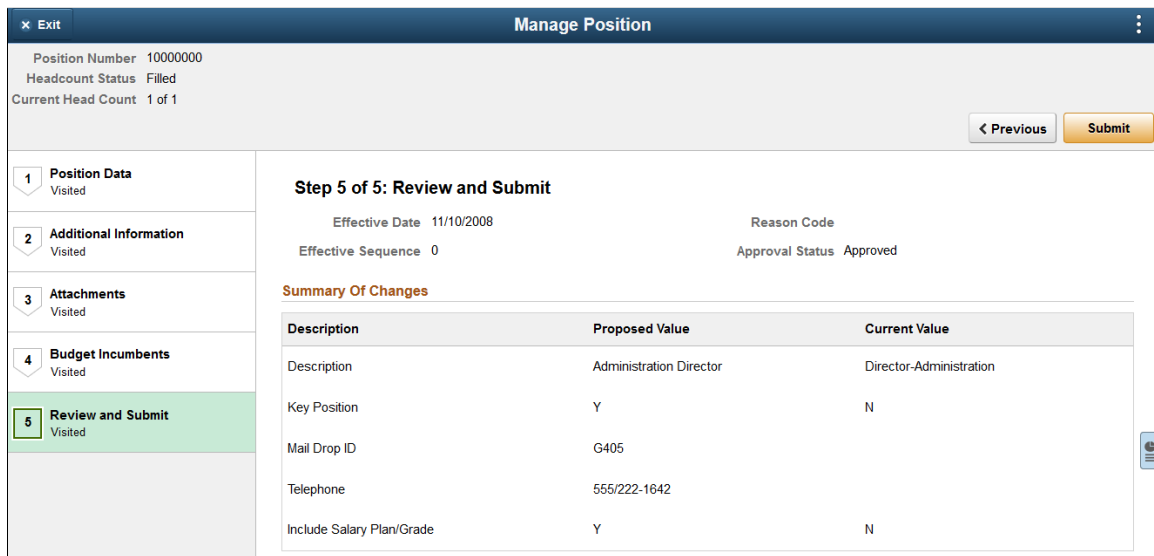 × Exit
Manage Position
Position Number 10000000
Headcount Status Filled
Current Head Count 1 of 1
Previous
Submit
1 Position Data
Visited
2 Additional Information
Visited
3 Attachments
Visited
4 Budget Incumbents
Visited
5 Review and Submit
Visited
Step 5 of 5: Review and Submit
Effective Date 11/10/2008 Reason Code
Effective Sequence 0 Approval Status Approved
Summary Of Changes
Description Proposed Value Current Value
Description Administration Director Director-Administration
Key Position Y N
Mail Drop ID G405
Telephone 555/222-1642
Include Salary Plan/Grade Y N